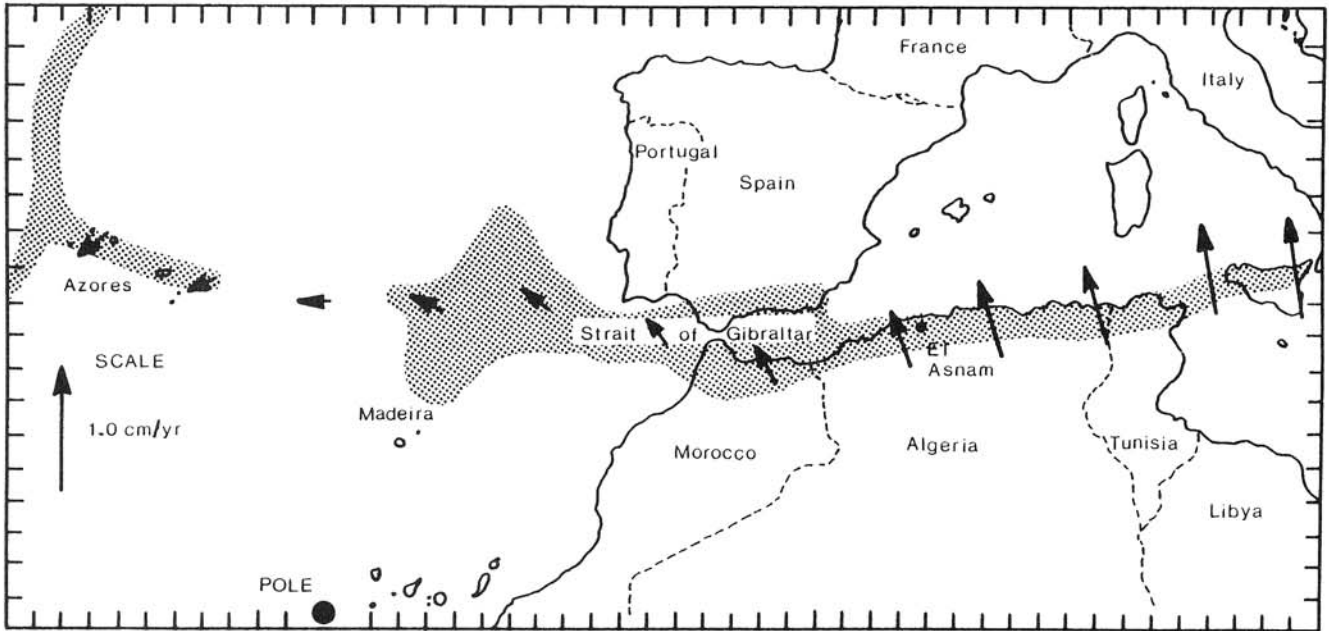 France
Italy
Portugal
Spain
Azores
SCALE
1.0 cm/yr
Strait of Gibraltar
El
Asnam
Madeira
Morocco
Algeria
Tunisia
Libya
POLE